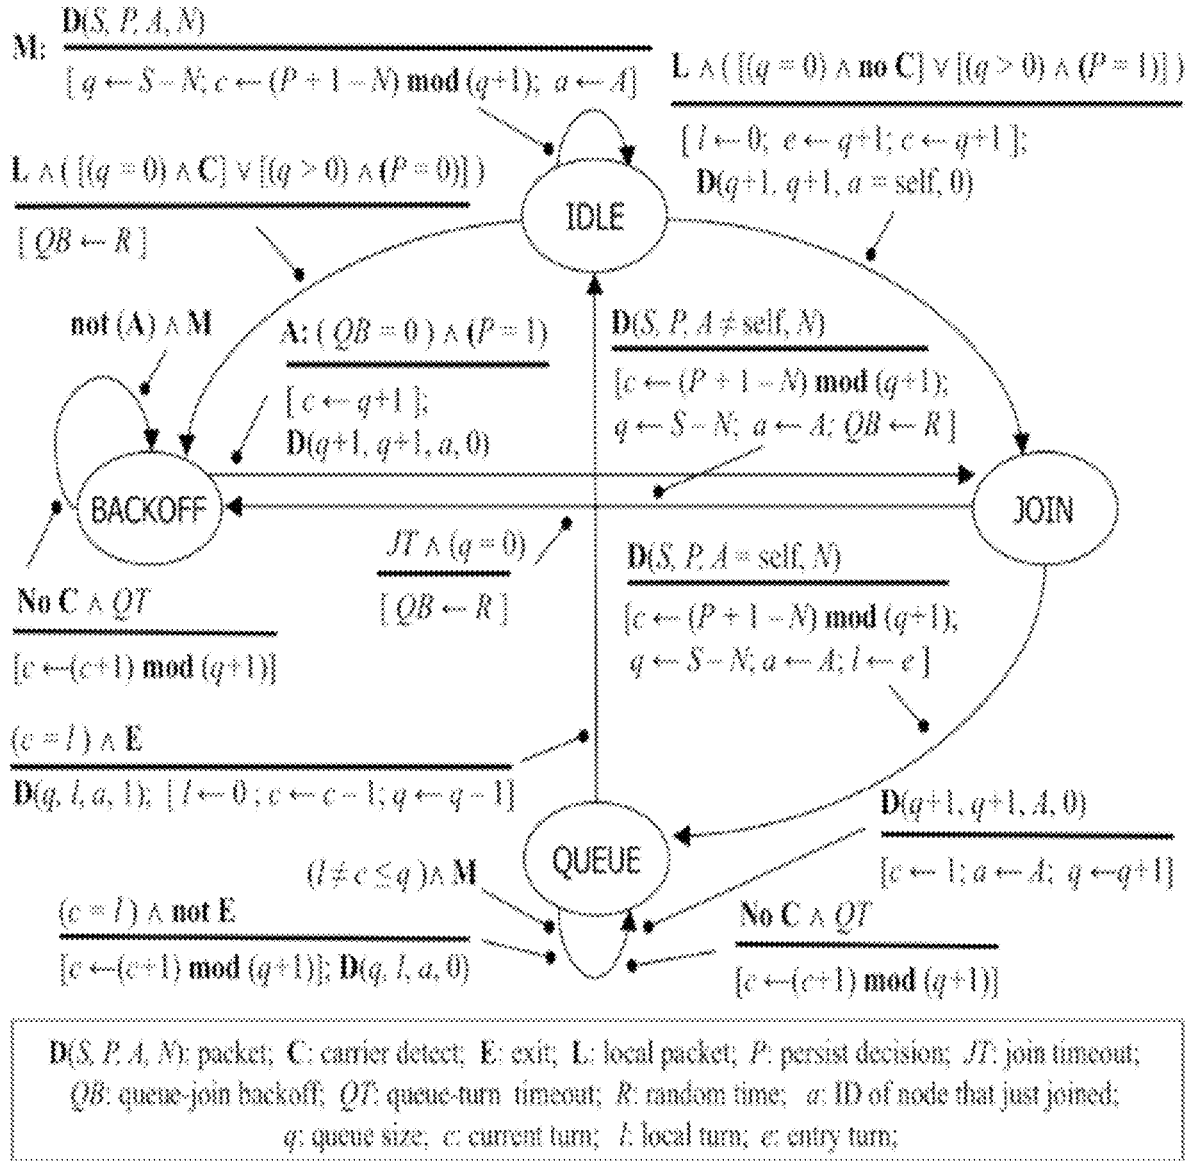 M: D(S, P, A, N)
[ q ← S – N; c ← (P + 1 – N) mod (q+1); a ← A]
L ∧ ( [(q = 0) ∧ no C] ∨ [(q > 0) ∧ (P = 1)] )
[ l ← 0; e ← q+1; c ← q+1 ];
D(q+1, q+1, a = self, 0)
L ∧ ( [(q = 0) ∧ C] ∨ [(q > 0) ∧ (P = 0)] )
[ QB ← R ]
IDLE
not (A) ∧ M
A: ( QB = 0 ) ∧ (P = 1)
[ c ← q+1 ];
D(q+1, q+1, a, 0)
D(S, P, A ≠ self, N)
[c ← (P + 1 – N) mod (q+1);
q ← S – N; a ← A; QB ← R ]
BACKOFF
JOIN
JT ∧ (q = 0)
[ QB ← R ]
D(S, P, A = self, N)
[c ← (P + 1 – N) mod (q+1);
q ← S – N; a ← A; l ← e ]
No C ∧ QT
[c ←(c+1) mod (q+1)]
(c = l ) ∧ E
D(q, l, a, 1); [ l ← 0 ; c ← c – 1; q ← q – 1]
QUEUE
D(q+1, q+1, A, 0)
[c ← 1; a ← A; q ←q+1]
(l ≠ c ≤ q )∧ M
(c = l ) ∧ not E
[c ←(c+1) mod (q+1)]; D(q, l, a, 0)
No C ∧ QT
[c ←(c+1) mod (q+1)]
D(S, P, A, N): packet; C: carrier detect; E: exit; L: local packet; P: persist decision; JT: join timeout;
QB: queue-join backoff; QT: queue-turn timeout; R: random time; a: ID of node that just joined;
q: queue size; c: current turn; l: local turn; e: entry turn;